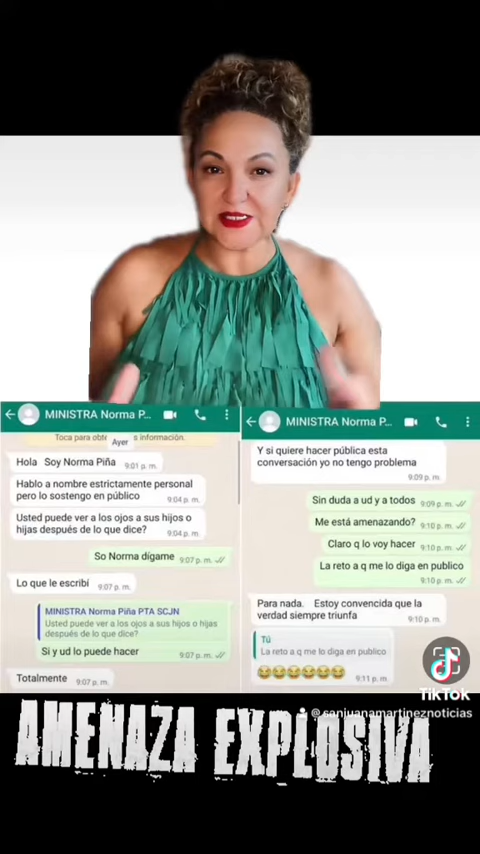 MINISTRA Norma P...
Toca para obte
s información.
Ayer
Hola Soy Norma Piña
9:01 p. m.
Hablo a nombre estrictamente personal
pero lo sostengo en público
9:04 p. m.
Usted puede ver a los ojos a sus hijos o
hijas después de lo que dice?
9:04 p. m.
So Norma dígame
9:07 p. m.
Lo que le escribí
9:07 p. m.
MINISTRA Norma Piña PTA SCJN
Usted puede ver a los ojos a sus hijos o hijas
después de lo que dice?
Si y ud lo puede hacer
9:07 p. m.
Totalmente
9:07 p. m.
MINISTRA Norma P...
Y si quiere hacer pública esta
conversación yo no tengo problema
9:09 p. m.
Sin duda a ud y a todos
9:09 p. m.
Me está amenazando?
9:10 p. m.
Claro q lo voy hacer
9:10 p. m.
La reto a q me lo diga en publico
9:10 p. m.
Para nada. Estoy convencida que la
verdad siempre triunfa
9:10 p. m.
Tú
La reto a q me lo diga en publico
😂😂😂😂😂😂
9:11 p. m.
TikTok
@sanjuanamartineznoticias
AMENAZA EXPLOSIVA